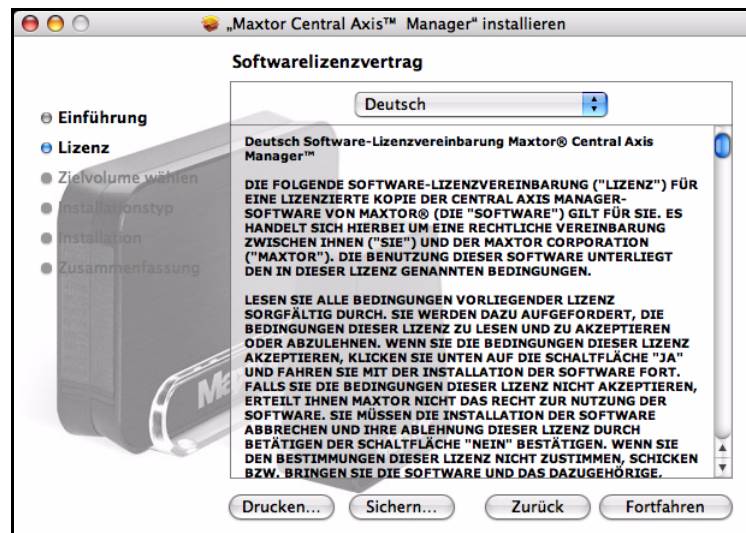 „Maxtor Central Axis™ Manager“ installieren
Softwarelizenzvertrag
Einführung
Lizenz
Zielvolume wählen
Installationstyp
Installation
Zusammenfassung
Deutsch
Deutsch Software-Lizenzvereinbarung Maxtor® Central Axis
Manager™
DIE FOLGENDE SOFTWARE-LIZENZVEREINBARUNG ("LIZENZ") FÜR
EINE LIZENZIERTE KOPIE DER CENTRAL AXIS MANAGER-
SOFTWARE VON MAXTOR® (DIE "SOFTWARE") GILT FÜR SIE. ES
HANDELT SICH HIERBEI UM EINE RECHTLICHE VEREINBARUNG
ZWISCHEN IHNEN ("SIE") UND DER MAXTOR CORPORATION
("MAXTOR"). DIE BENUTZUNG DIESER SOFTWARE UNTERLIEGT
DEN IN DIESER LIZENZ GENANNTEN BEDINGUNGEN.
LESEN SIE ALLE BEDINGUNGEN VORLIEGENDER LIZENZ
SORGFÄLTIG DURCH. SIE WERDEN DAZU AUFGEFORDERT, DIE
BEDINGUNGEN DIESER LIZENZ ZU LESEN UND ZU AKZEPTIEREN
ODER ABZULEHNEN. WENN SIE DIE BEDINGUNGEN DIESER LIZENZ
AKZEPTIEREN, KLICKEN SIE UNTEN AUF DIE SCHALTFLÄCHE "JA"
UND FAHREN SIE MIT DER INSTALLATION DER SOFTWARE FORT.
FALLS SIE DIE BEDINGUNGEN DIESER LIZENZ NICHT AKZEPTIEREN,
ERTEILT IHNEN MAXTOR NICHT DAS RECHT ZUR NUTZUNG DER
SOFTWARE. SIE MÜSSEN DIE INSTALLATION DER SOFTWARE
ABBRECHEN UND IHRE ABLEHNUNG DIESER LIZENZ DURCH
BETÄTIGEN DER SCHALTFLÄCHE "NEIN" BESTÄTIGEN. WENN SIE
DEN BESTIMMUNGEN DIESER LIZENZ NICHT ZUSTIMMEN, SCHICKEN
BZW. BRINGEN SIE DIE SOFTWARE UND DAS DAZUGEHÖRIGE,
Drucken...
Sichern...
Zurück
Fortfahren